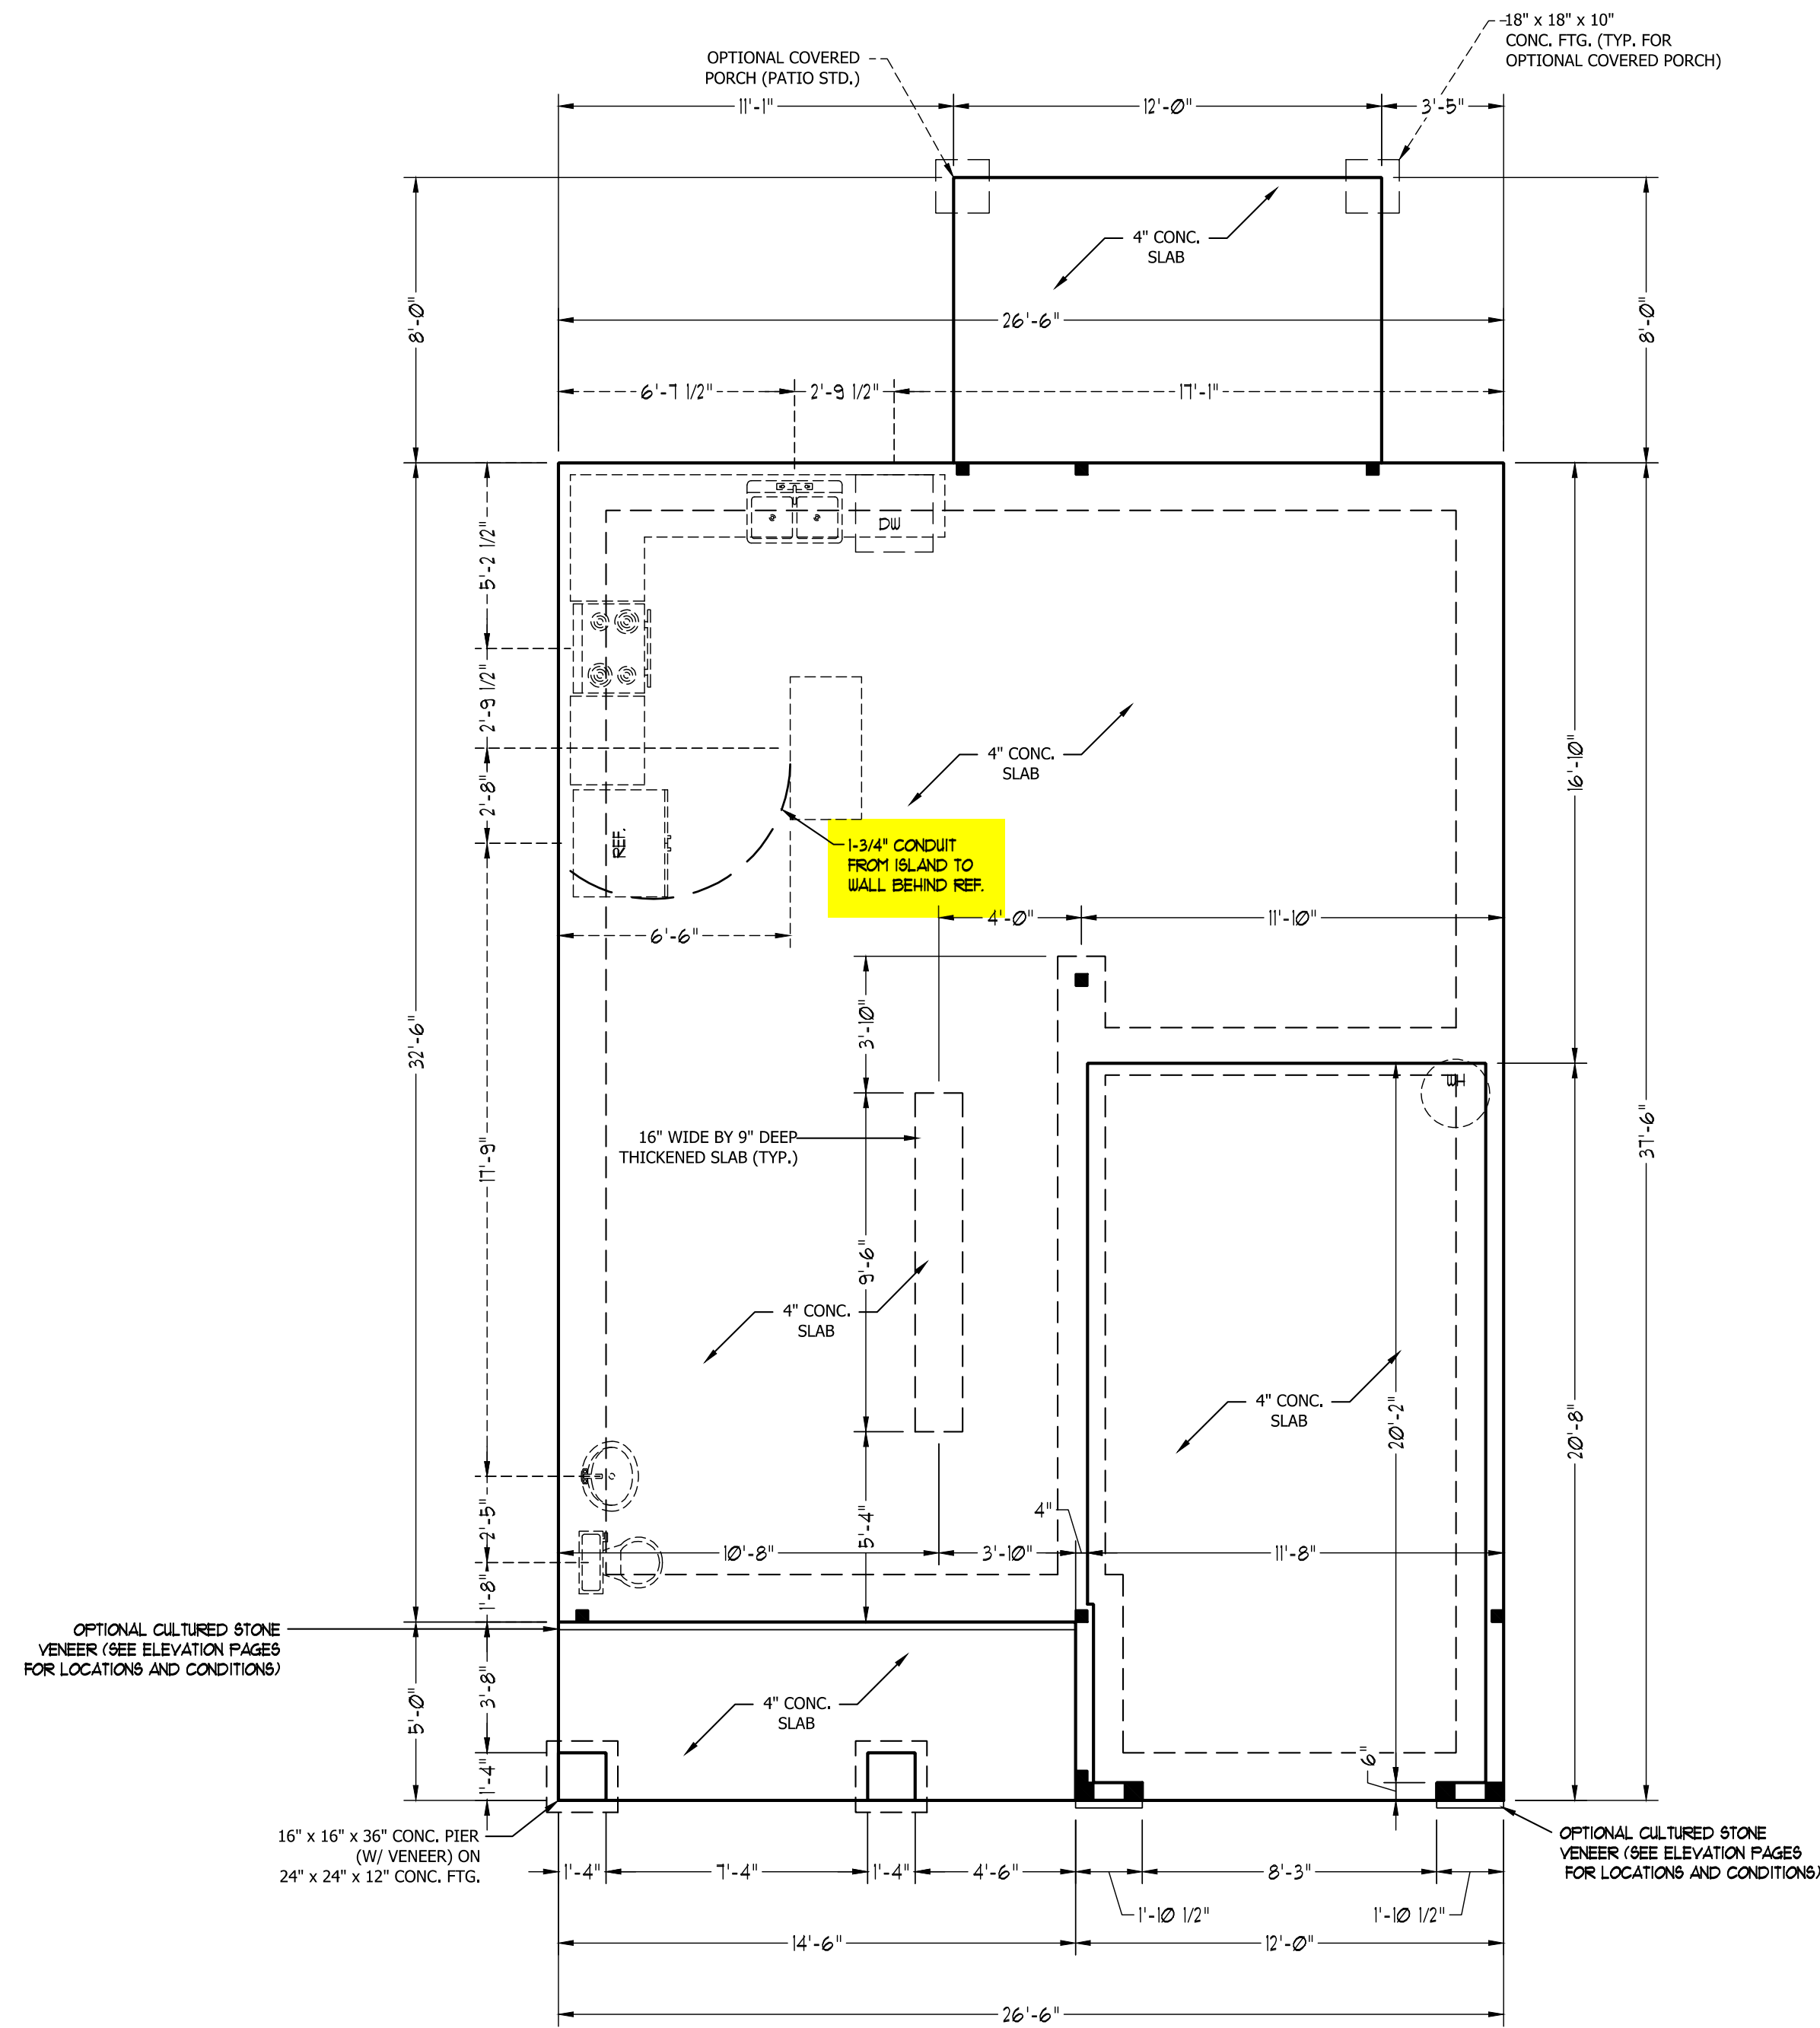 18" x 18" x 10"
CONC. FTG. (TYP. FOR
OPTIONAL COVERED PORCH)
OPTIONAL COVERED
PORCH (PATIO STD.)
11'-1"
12'-0"
3'-5"
4" CONC.
SLAB
8'-0"
8'-0"
26'-6"
6'-7 1/2"
2'-9 1/2"
17'-1"
DW
5'-2 1/2"
2'-9 1/2"
2'-8"
REF.
4" CONC.
SLAB
16'-10"
1-3/4" CONDUIT
FROM ISLAND TO
WALL BEHIND REF.
4'-0"
11'-10"
6'-6"
3'-10"
32'-6"
WH
37'-6"
16" WIDE BY 9" DEEP
THICKENED SLAB (TYP.)
17'-9"
9'-6"
4" CONC.
SLAB
4" CONC.
SLAB
20'-2"
20'-8"
4"
2'-5"
5'-4"
10'-8"
3'-10"
11'-8"
1'-8"
OPTIONAL CULTURED STONE
VENEER (SEE ELEVATION PAGES
FOR LOCATIONS AND CONDITIONS)
3'-8"
5'-0"
4" CONC.
SLAB
6"
1'-4"
16" x 16" x 36" CONC. PIER
(W/ VENEER) ON
24" x 24" x 12" CONC. FTG.
OPTIONAL CULTURED STONE
VENEER (SEE ELEVATION PAGES
FOR LOCATIONS AND CONDITIONS)
1'-4"
7'-4"
1'-4"
4'-6"
8'-3"
1'-10 1/2"
1'-10 1/2"
14'-6"
12'-0"
26'-6"